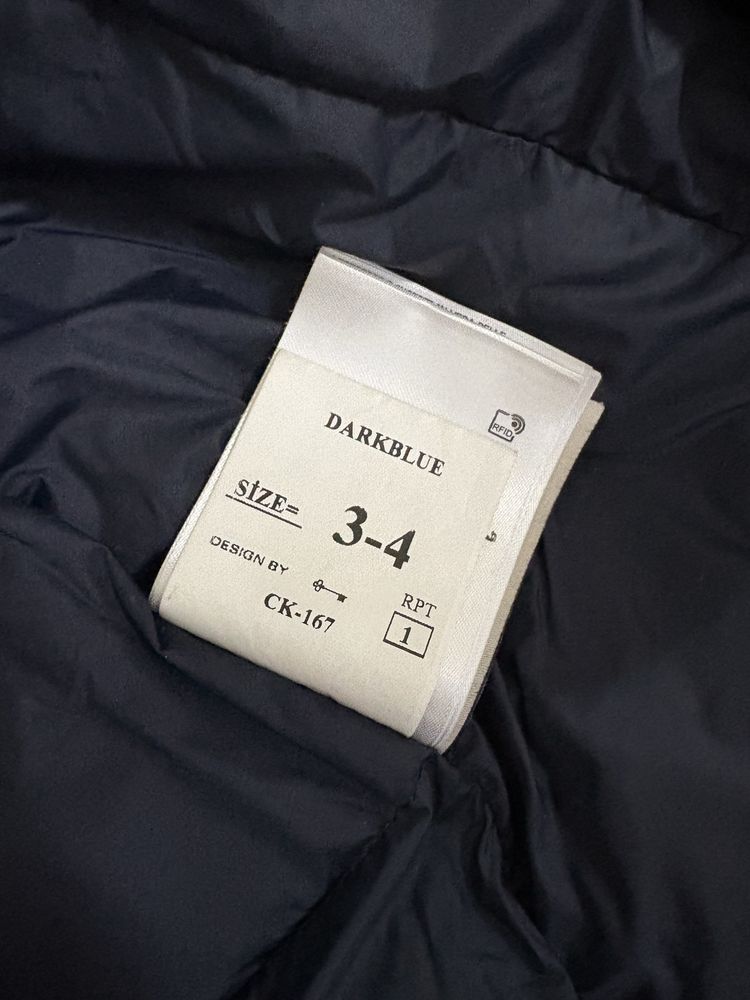 RFID
DARKBLUE
SİZE= 3-4
DESIGN BY
CK-167
RPT
1